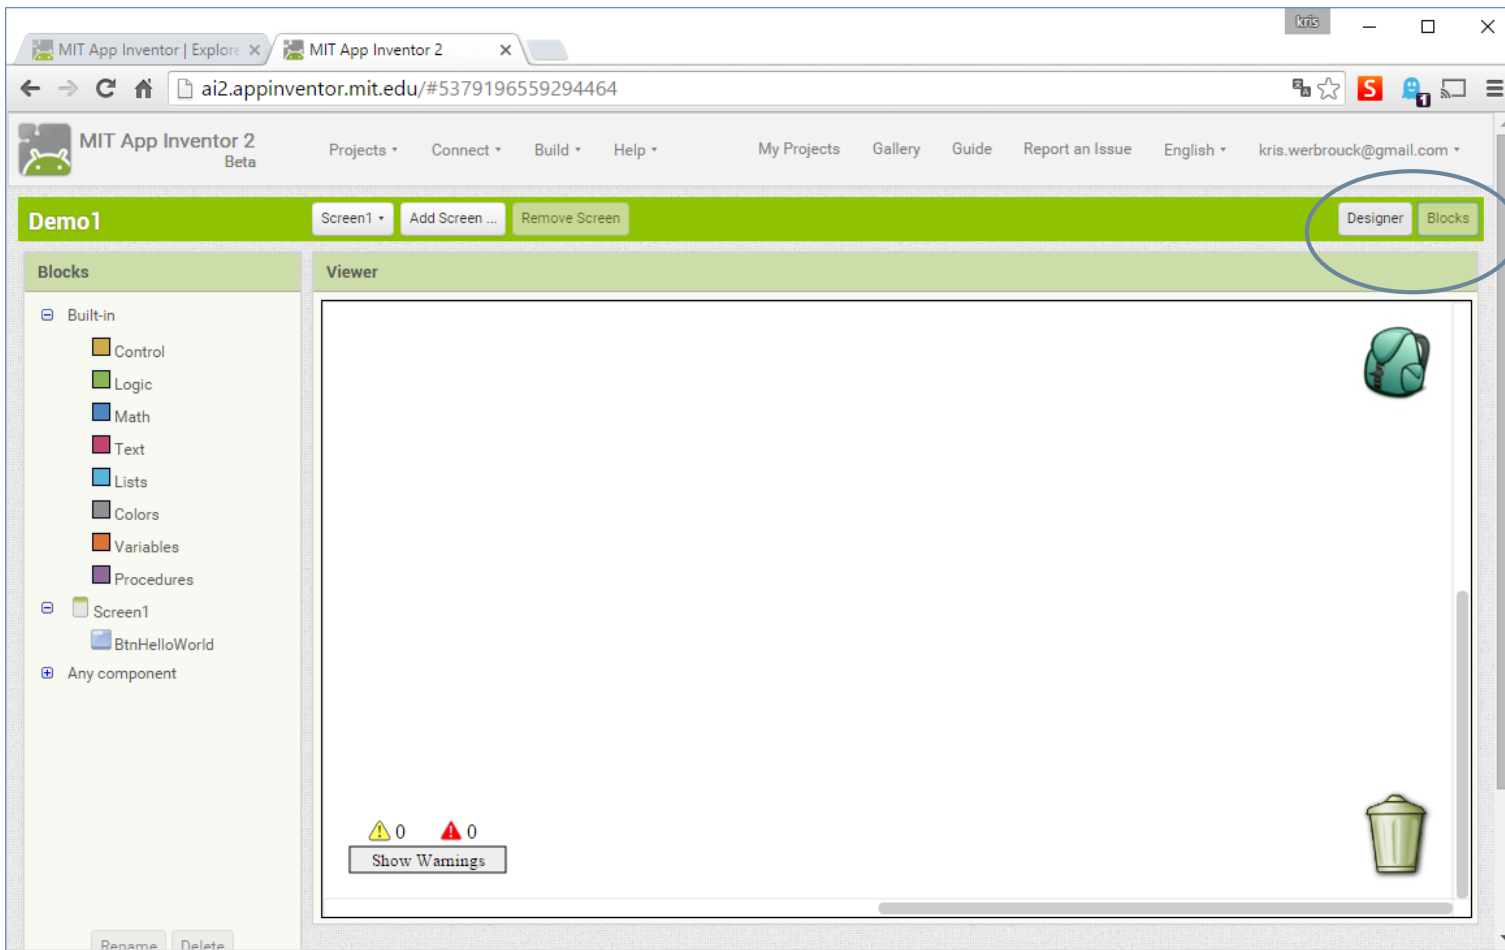 kris
MIT App Inventor | Explore
MIT App Inventor 2
ai2.appinventor.mit.edu/#5379196559294464
S
1
MIT App Inventor 2
Beta
Projects
Connect
Build
Help
My Projects
Gallery
Guide
Report an Issue
English
kris.werbrouck@gmail.com
Demo1
Screen1
Add Screen ...
Remove Screen
Designer
Blocks
Blocks
Viewer
Built-in
Control
Logic
Math
Text
Lists
Colors
Variables
Procedures
Screen1
BtnHelloWorld
Any component
0
0
Show Warnings
Rename
Delete